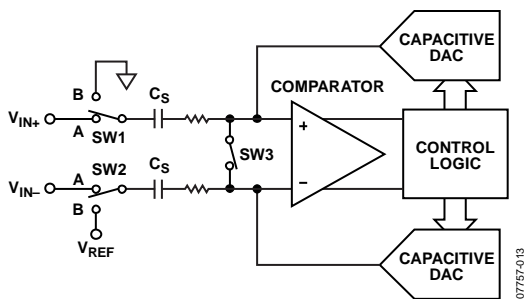 CAPACITIVE
DAC
COMPARATOR
B
CS
VIN+
A
SW1
+
SW3
CONTROL
LOGIC
VIN–
A
SW2
CS
–
B
VREF
CAPACITIVE
DAC
07757-013